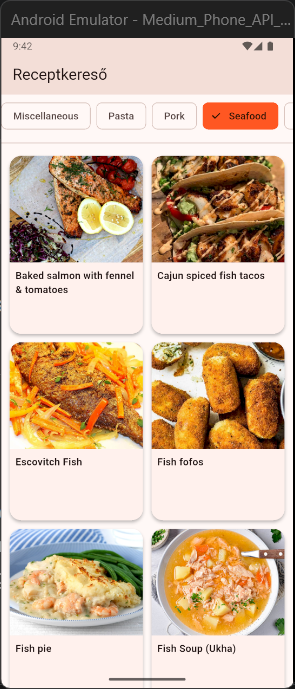 Android Emulator - Medium_Phone_API_...
9:42
Receptkereső
Miscellaneous
Pasta
Pork
Seafood
Baked salmon with fennel
& tomatoes
Cajun spiced fish tacos
Escovitch Fish
Fish fofos
Fish pie
Fish Soup (Ukha)